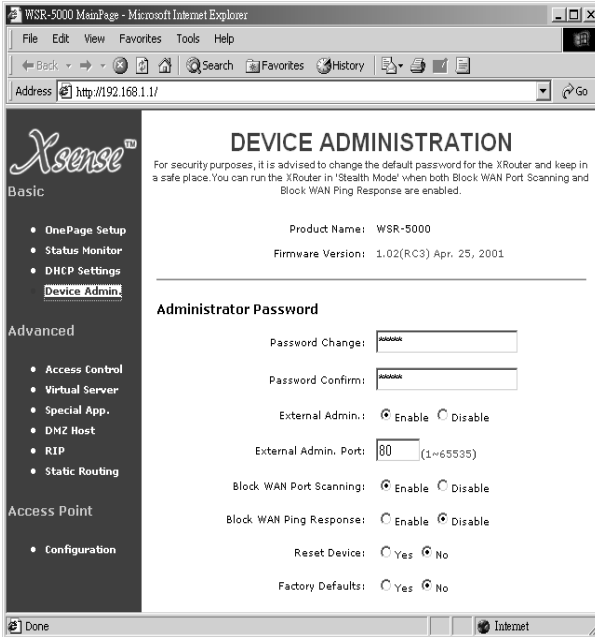 WSR-5000 MainPage - Microsoft Internet Explorer
File Edit View Favorites Tools Help
Back Search Favorites History
Address http://192.168.1.1/ Go
Xsense™
Basic
• OnePage Setup
• Status Monitor
• DHCP Settings
Device Admin.
Advanced
• Access Control
• Virtual Server
• Special App.
• DMZ Host
• RIP
• Static Routing
Access Point
• Configuration
DEVICE ADMINISTRATION
For security purposes, it is advised to change the default password for the XRouter and keep in
a safe place.You can run the XRouter in 'Stealth Mode' when both Block WAN Port Scanning and
Block WAN Ping Response are enabled.
Product Name: WSR-5000
Firmware Version: 1.02(RC3) Apr. 25, 2001
Administrator Password
Password Change: *****
Password Confirm: *****
External Admin.: Enable Disable
External Admin. Port: 80 (1~65535)
Block WAN Port Scanning: Enable Disable
Block WAN Ping Response: Enable Disable
Reset Device: Yes No
Factory Defaults: Yes No
Done Internet